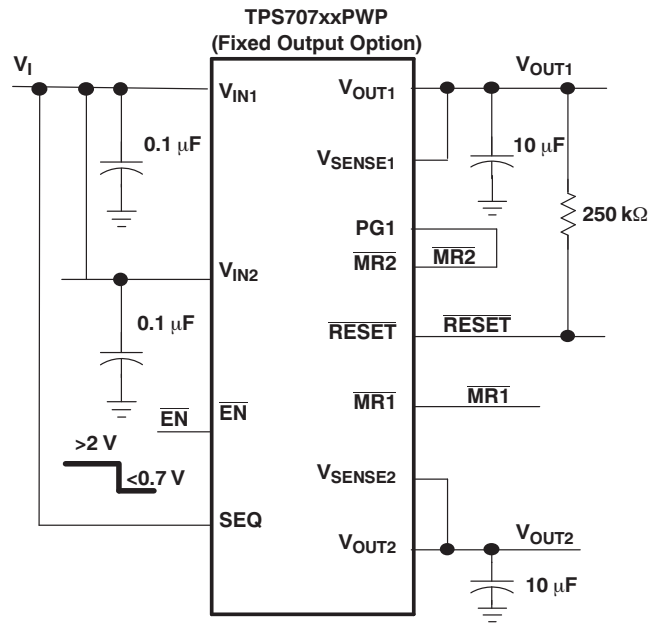 TPS707xxPWP
(Fixed Output Option)
VI
VIN1
VOUT1
VOUT1
0.1 μF
10 μF
VSENSE1
250 kΩ
PG1
MR2
MR2
VIN2
0.1 μF
RESET
RESET
EN
EN
MR1
MR1
>2 V
<0.7 V
VSENSE2
SEQ
VOUT2
VOUT2
10 μF